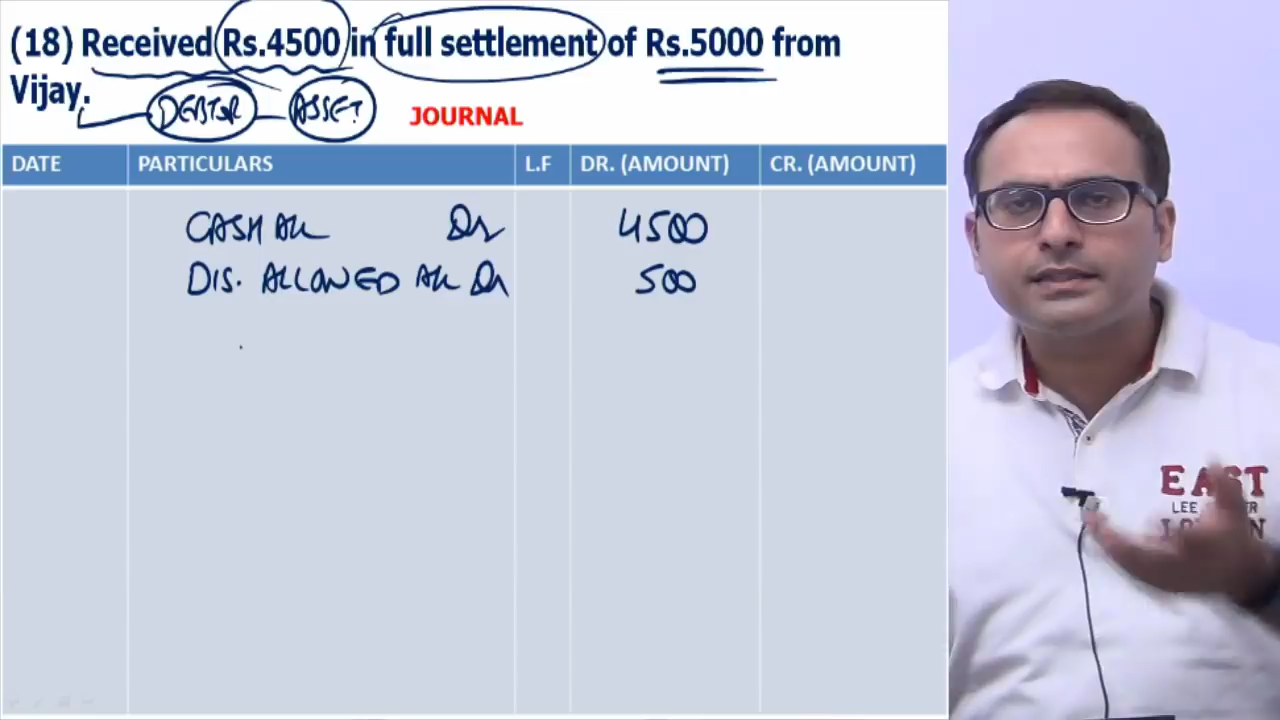 (18) Received Rs.4500 in full settlement of Rs.5000 from
Vijay.
DEBTOR ASSET
JOURNAL
DATE PARTICULARS L.F DR. (AMOUNT) CR. (AMOUNT)
CASH A/c Dr 4500
DIS. ALLOWED A/c Dr 500
EAST
LEE